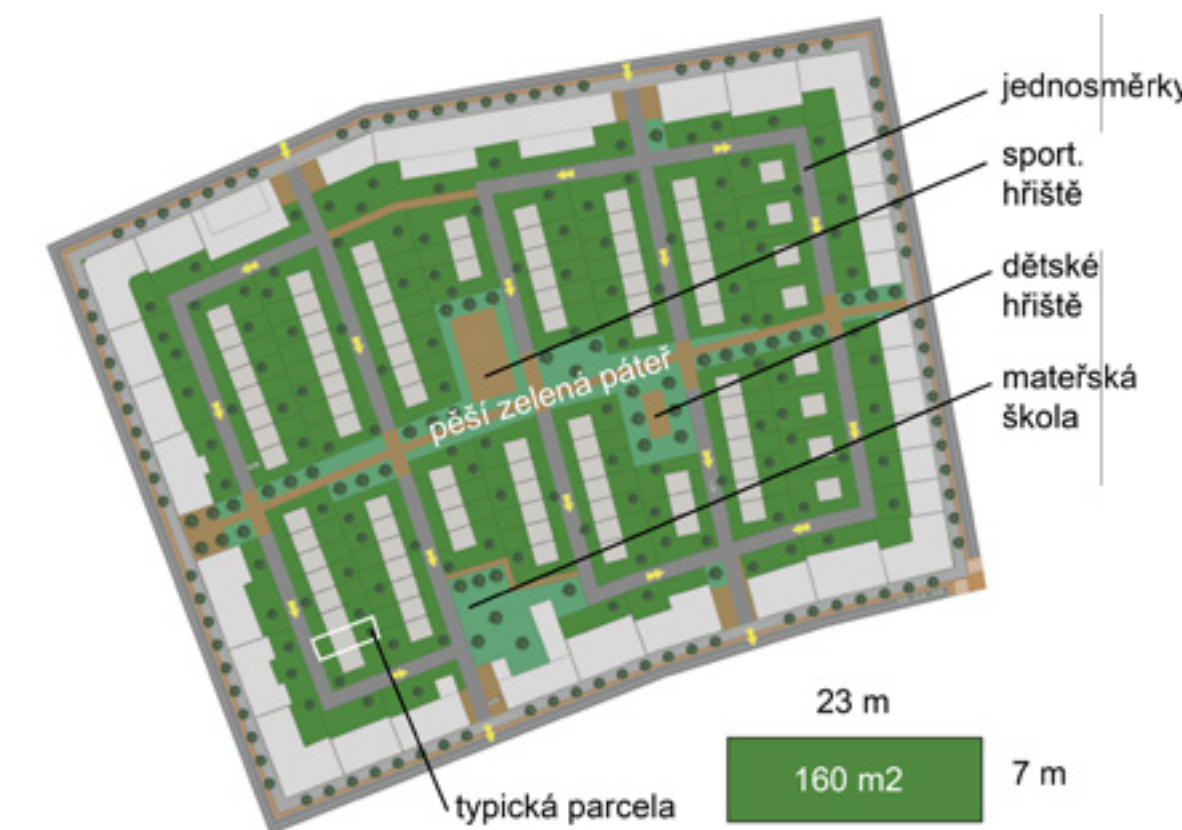 jednosměrky
sport.
hřiště
dětské
hřiště
mateřská
škola
pěší zelená páteř
23 m
160 m2
7 m
typická parcela